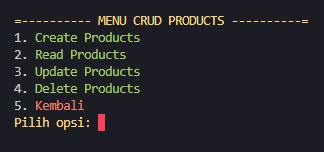 =----------- MENU CRUD PRODUCTS ----------=
1. Create Products
2. Read Products
3. Update Products
4. Delete Products
5. Kembali
Pilih opsi: